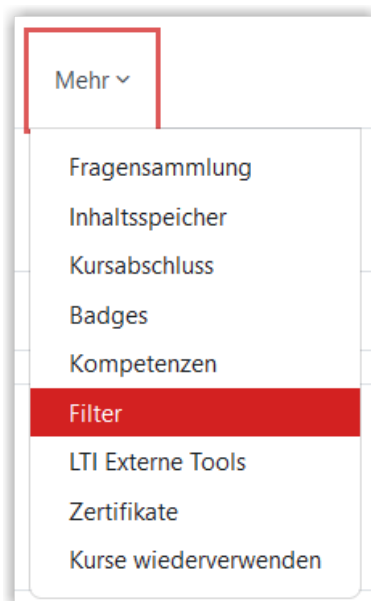 Mehr
Fragensammlung
Inhaltsspeicher
Kursabschluss
Badges
Kompetenzen
Filter
LTI Externe Tools
Zertifikate
Kurse wiederverwenden